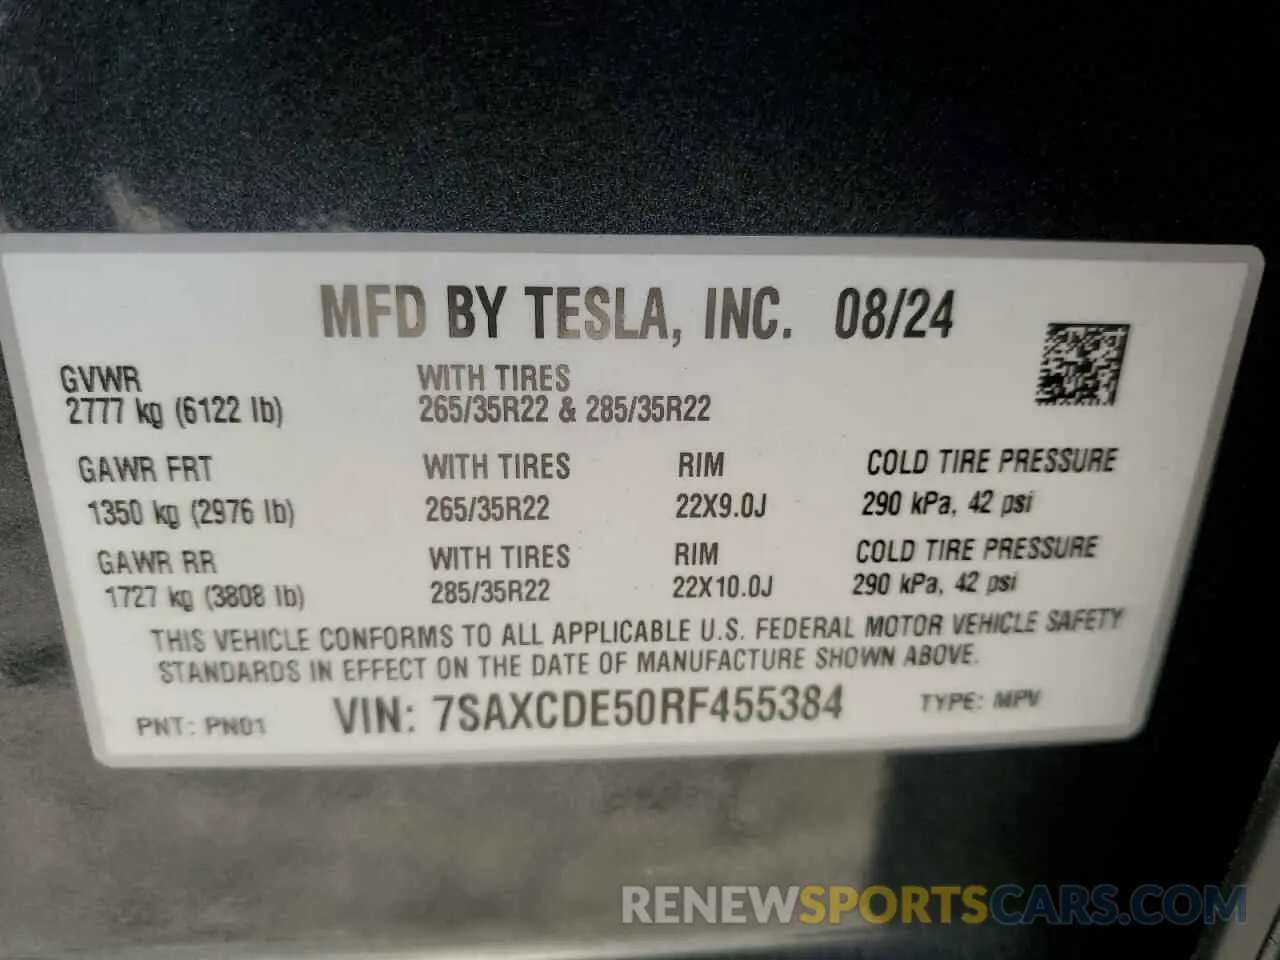 MFD BY TESLA, INC. 08/24
GVWR WITH TIRES
2777 kg (6122 lb) 265/35R22 & 285/35R22
GAWR FRT WITH TIRES RIM COLD TIRE PRESSURE
1350 kg (2976 lb) 265/35R22 22X9.0J 290 kPa, 42 psi
GAWR RR WITH TIRES RIM COLD TIRE PRESSURE
1727 kg (3808 lb) 285/35R22 22X10.0J 290 kPa, 42 psi
THIS VEHICLE CONFORMS TO ALL APPLICABLE U.S. FEDERAL MOTOR VEHICLE SAFETY
STANDARDS IN EFFECT ON THE DATE OF MANUFACTURE SHOWN ABOVE.
PNT: PN01 VIN: 7SAXCDE50RF455384 TYPE: MPV
RENEWSPORTSCARS.COM